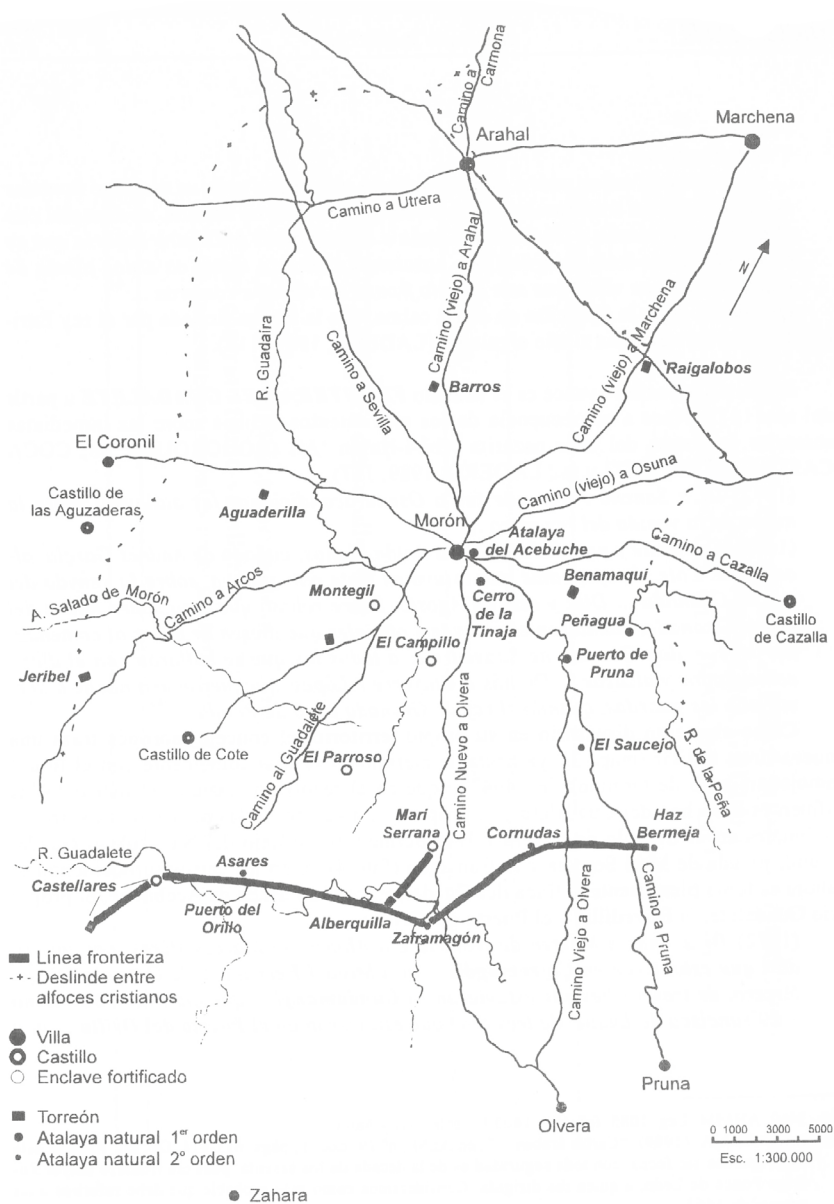 Camino a
Carmona
Marchena
Arahal
Camino a Utrera
N
Camino (viejo) a Arahal
Camino (viejo) a Marchena
R. Guadaira
Camino a Sevilla
Barros
Raigalobos
El Coronil
Castillo de
las Aguzaderas
Aguaderilla
Camino (viejo) a Osuna
Morón
Atalaya
del Acebuche
Camino a Cazalla
A. Salado de Morón
Camino a Arcos
Montegil
Cerro
de la
Tinaja
Benamaquí
Peñagua
Castillo
de Cazalla
El Campillo
Puerto de
Pruna
Jeribel
Castillo de Cote
Camino al Guadalete
El Parroso
Camino Nuevo a Olvera
El Saucejo
R. de la Peña
Mari
Serrana
Cornudas
Haz
Bermeja
R. Guadalete
Castellares
Asares
Puerto del
Orillo
Alberquilla
Zaframagón
Camino Viejo a Olvera
Camino a Pruna
Línea fronteriza
Deslinde entre
alfoces cristianos
Villa
Castillo
Enclave fortificado
Torreón
Atalaya natural 1er orden
Atalaya natural 2° orden
Pruna
Olvera
0 1000 3000 5000
Esc. 1:300.000
Zahara